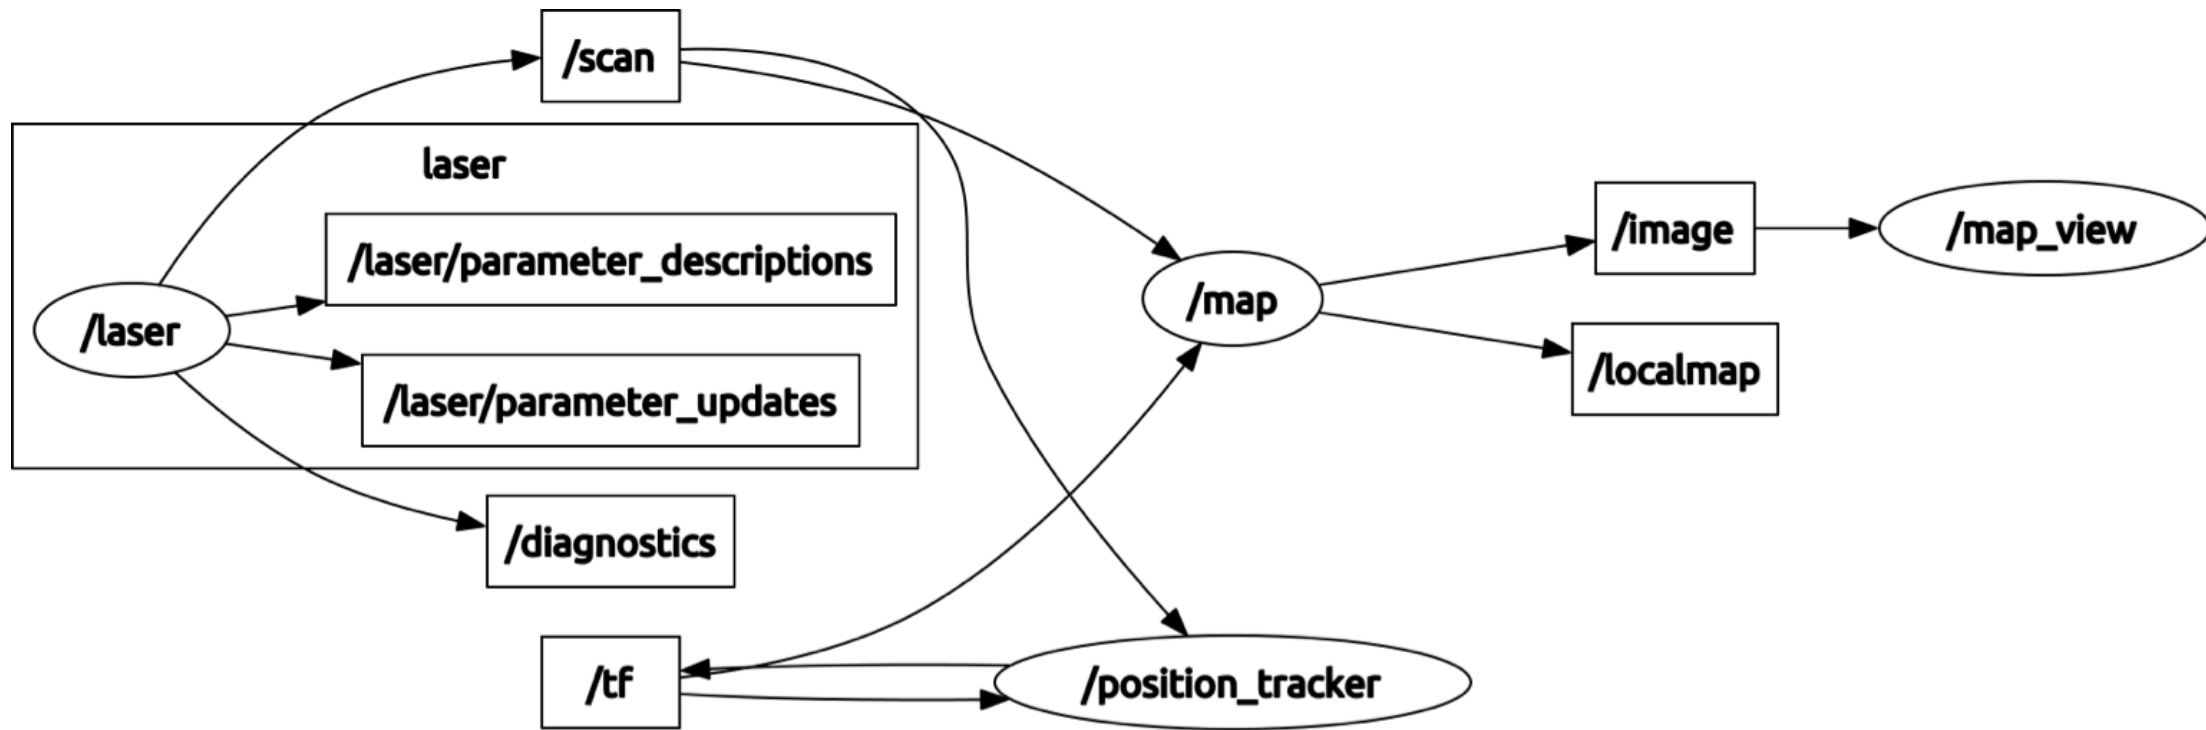 /scan
laser
/laser/parameter_descriptions
/laser
/laser/parameter_updates
/diagnostics
/tf
/map
/position_tracker
/image
/localmap
/map_view